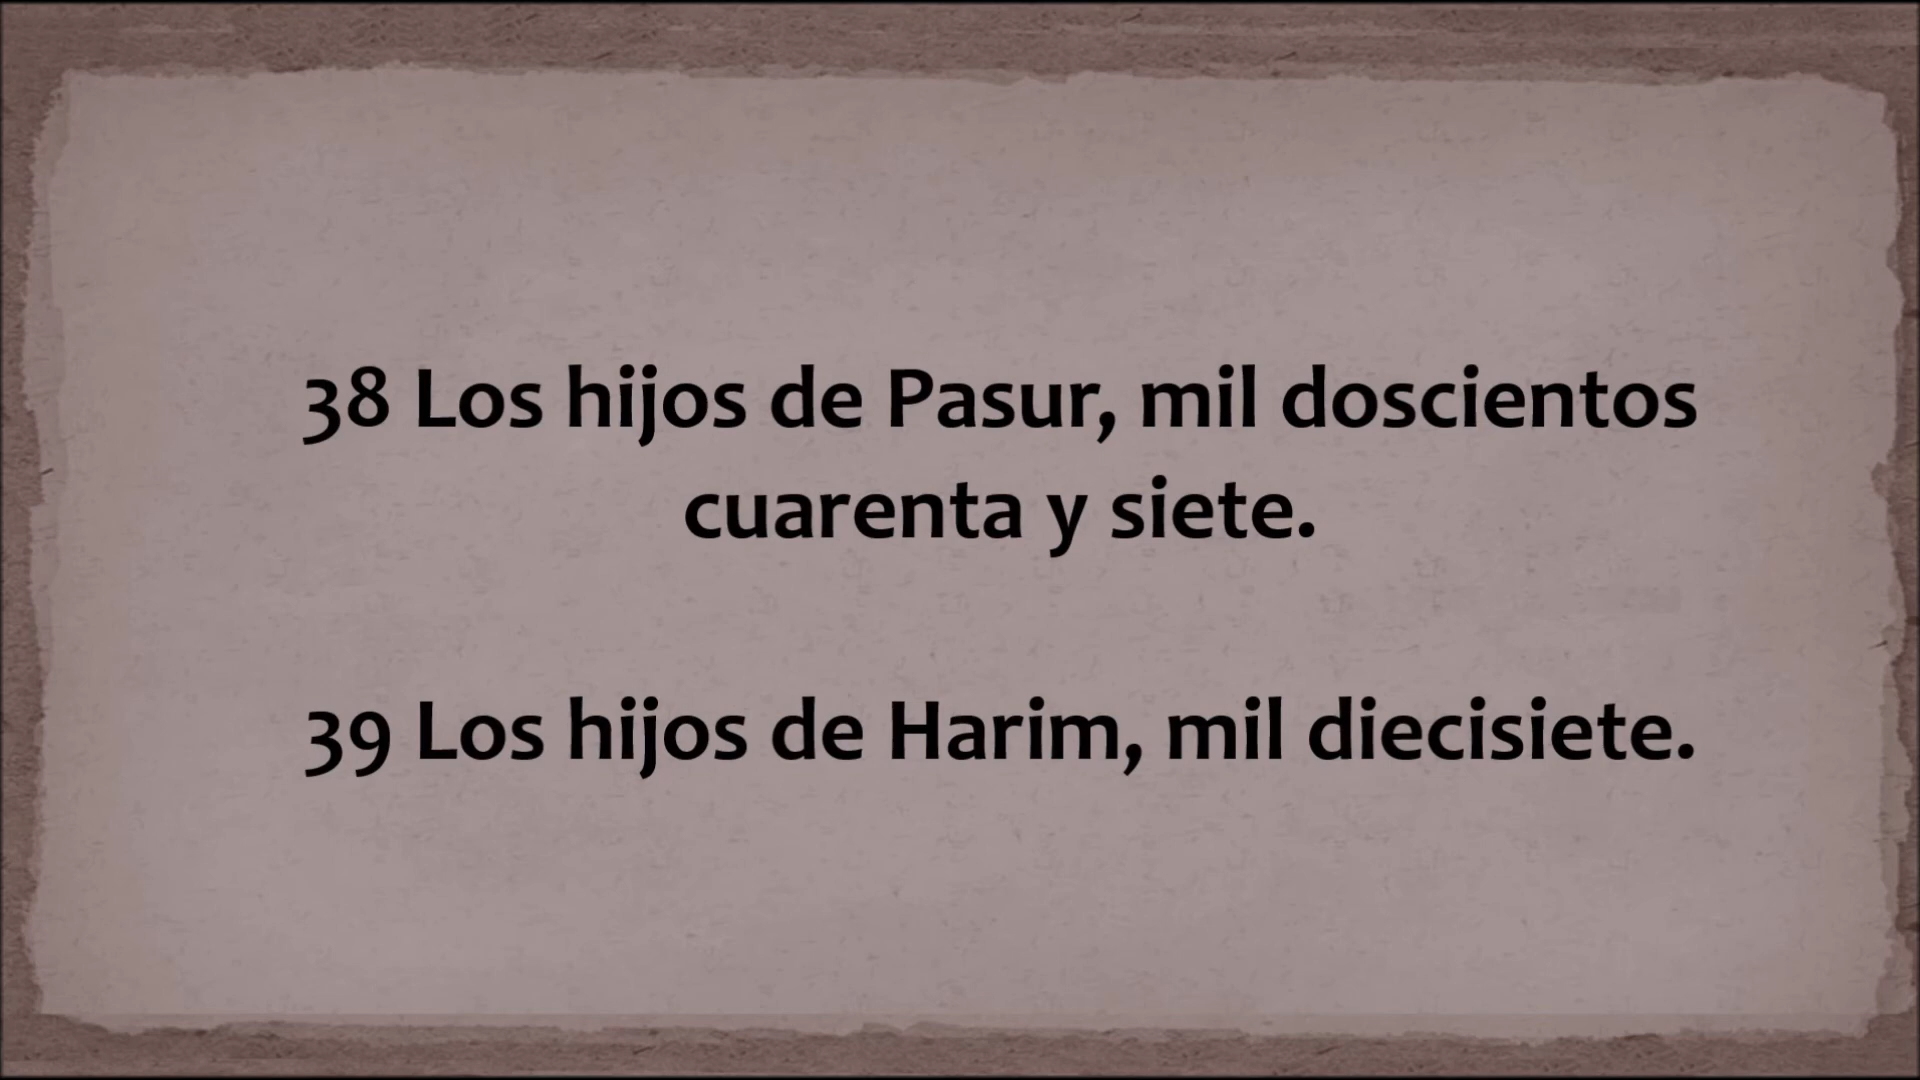 38 Los hijos de Pasur, mil doscientos
cuarenta y siete.
39 Los hijos de Harim, mil diecisiete.